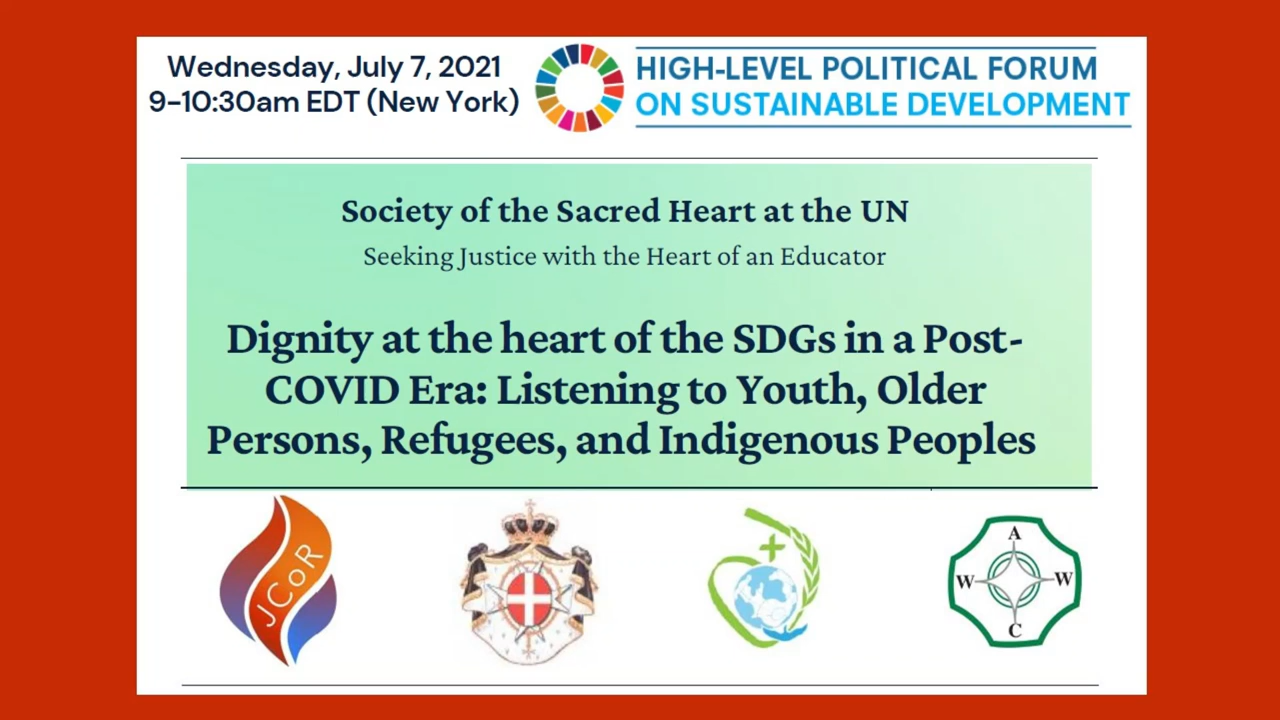 Wednesday, July 7, 2021
9-10:30am EDT (New York)
HIGH-LEVEL POLITICAL FORUM
ON SUSTAINABLE DEVELOPMENT
Society of the Sacred Heart at the UN
Seeking Justice with the Heart of an Educator
Dignity at the heart of the SDGs in a Post-
COVID Era: Listening to Youth, Older
Persons, Refugees, and Indigenous Peoples
JCoR
A
W W
C